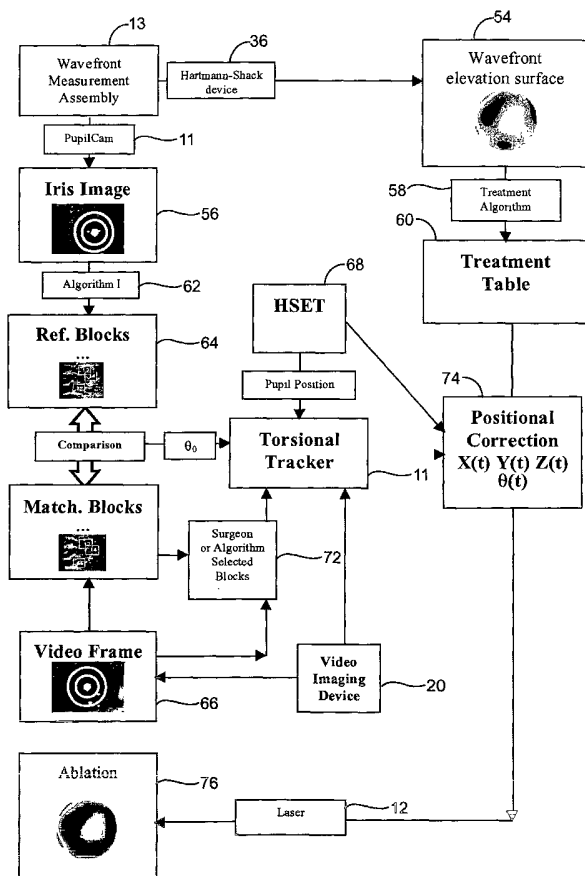 13
36
54
Wavefront
Measurement
Assembly
Hartmann-Shack
device
Wavefront
elevation surface
PupilCam
11
58
Treatment
Algorithm
Iris Image
56
60
Treatment
Table
Algorithm I
62
68
HSET
Ref. Blocks
...
64
Pupil Position
74
Positional
Correction
X(t) Y(t) Z(t)
θ(t)
Comparison
θ0
Torsional
Tracker
11
Match. Blocks
...
Surgeon
or Algorithm
Selected
Blocks
72
Video Frame
66
Video
Imaging
Device
20
Ablation
76
Laser
12